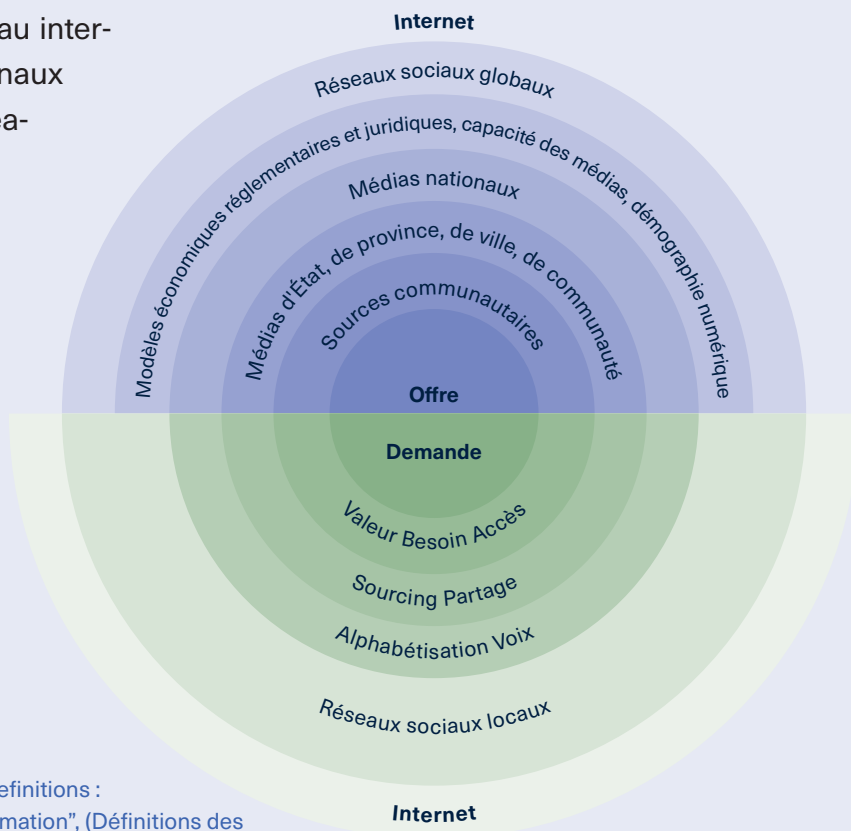 au inter-
naux
éa-
Internet
Réseaux sociaux globaux
Modèles économiques réglementaires et juridiques, capacité des médias, démographie numérique
Médias nationaux
Médias d'État, de province, de ville, de communauté
Sources communautaires
Offre
Demande
Valeur Besoin Accès
Sourcing Partage
Alphabétisation Voix
Réseaux sociaux locaux
Internet
efinitions :
mation”, (Définitions des